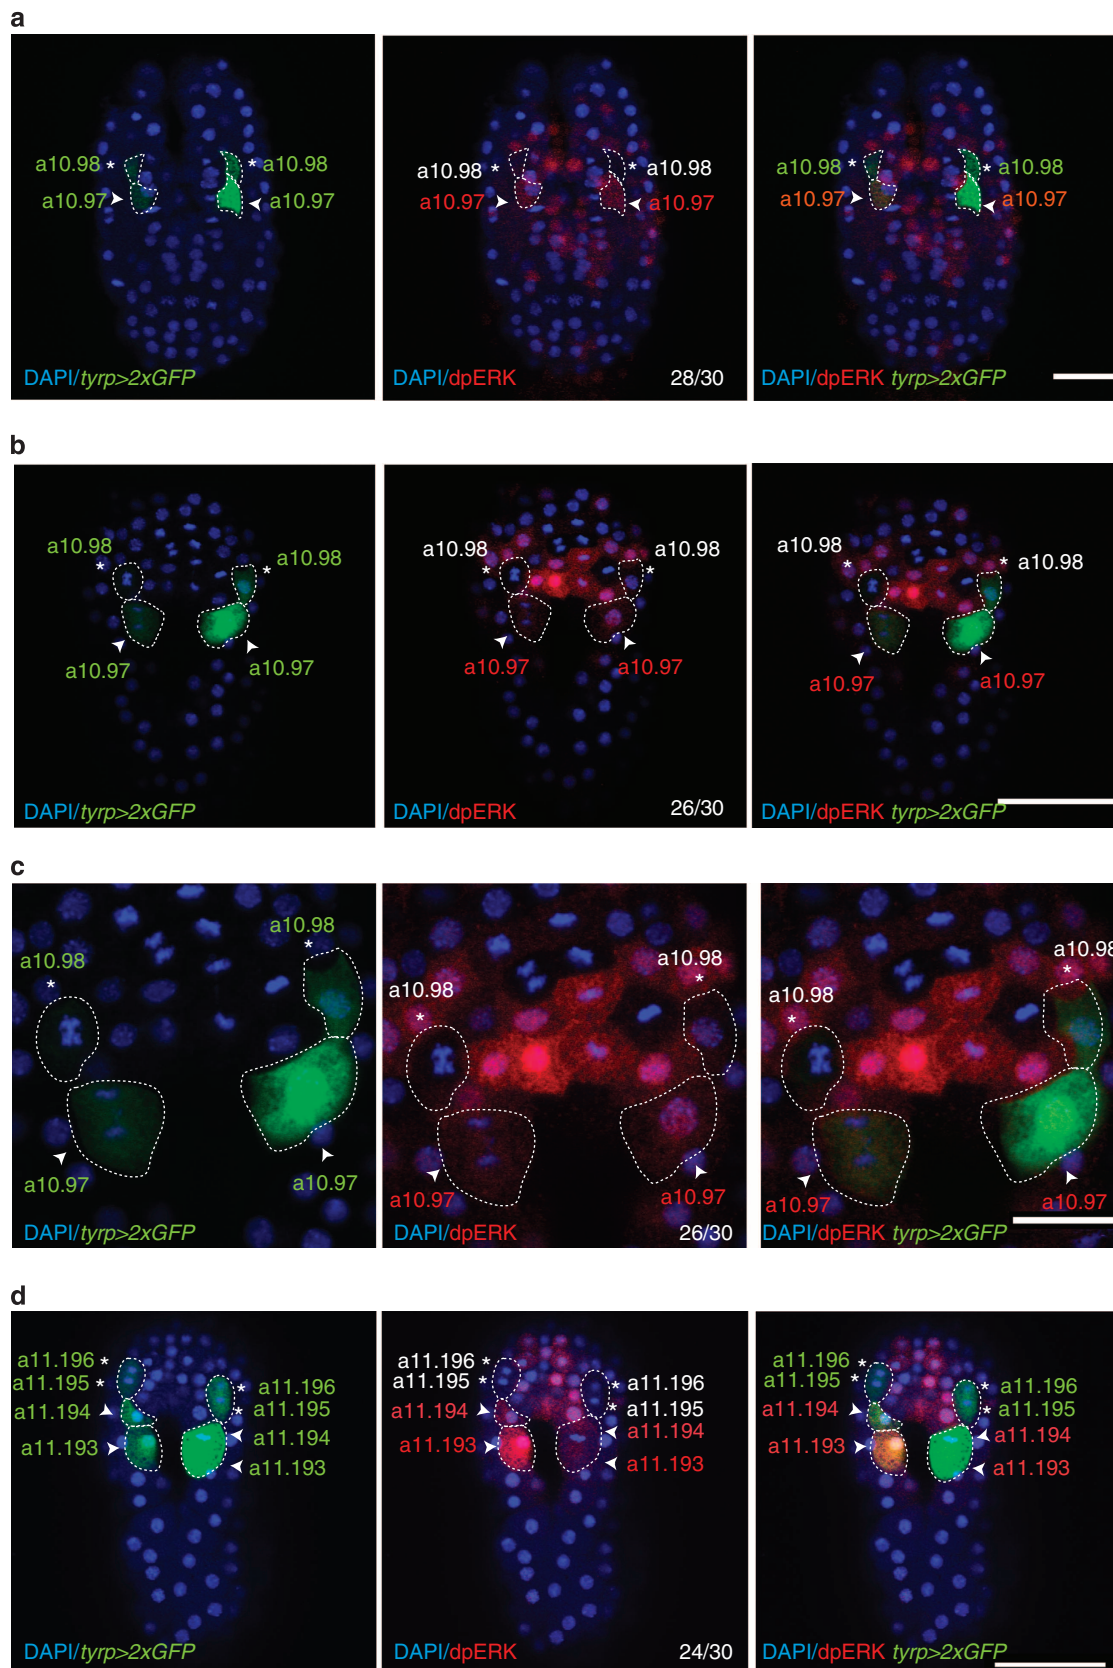 a
a10.98 * * a10.98
a10.97 a10.97
DAPI/tyrp>2xGFP
a10.98 * * a10.98
a10.97 a10.97
DAPI/dpERK 28/30
a10.98 * * a10.98
a10.97 a10.97
DAPI/dpERK tyrp>2xGFP
b
a10.98 * * a10.98
a10.97 a10.97
DAPI/tyrp>2xGFP
a10.98 * * a10.98
a10.97 a10.97
DAPI/dpERK 26/30
a10.98 * * a10.98
a10.97 a10.97
DAPI/dpERK tyrp>2xGFP
c
a10.98 * a10.98 *
a10.97 a10.97
DAPI/tyrp>2xGFP
a10.98 * a10.98 *
a10.97 a10.97
DAPI/dpERK 26/30
a10.98 * a10.98 *
a10.97 a10.97
DAPI/dpERK tyrp>2xGFP
d
a11.196 * * a11.196
a11.195 * * a11.195
a11.194 a11.194
a11.193 a11.193
DAPI/tyrp>2xGFP
a11.196 * * a11.196
a11.195 * * a11.195
a11.194 a11.194
a11.193 a11.193
DAPI/dpERK 24/30
a11.196 * * a11.196
a11.195 * * a11.195
a11.194 a11.194
a11.193 a11.193
DAPI/dpERK tyrp>2xGFP